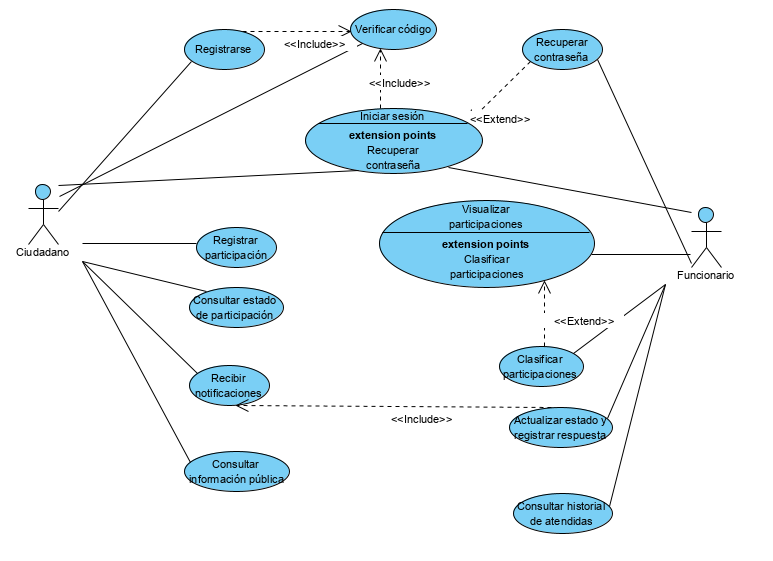 Verificar código
Registrarse
<<Include>>
Recuperar
contraseña
<<Include>>
Iniciar sesión
extension points
Recuperar
contraseña
<<Extend>>
Visualizar
participaciones
extension points
Clasificar
participaciones
Ciudadano
Funcionario
Registrar
participación
Consultar estado
de participación
<<Extend>>
Clasificar
participaciones
Recibir
notificaciones
<<Include>>
Actualizar estado y
registrar respuesta
Consultar
información pública
Consultar historial
de atendidas